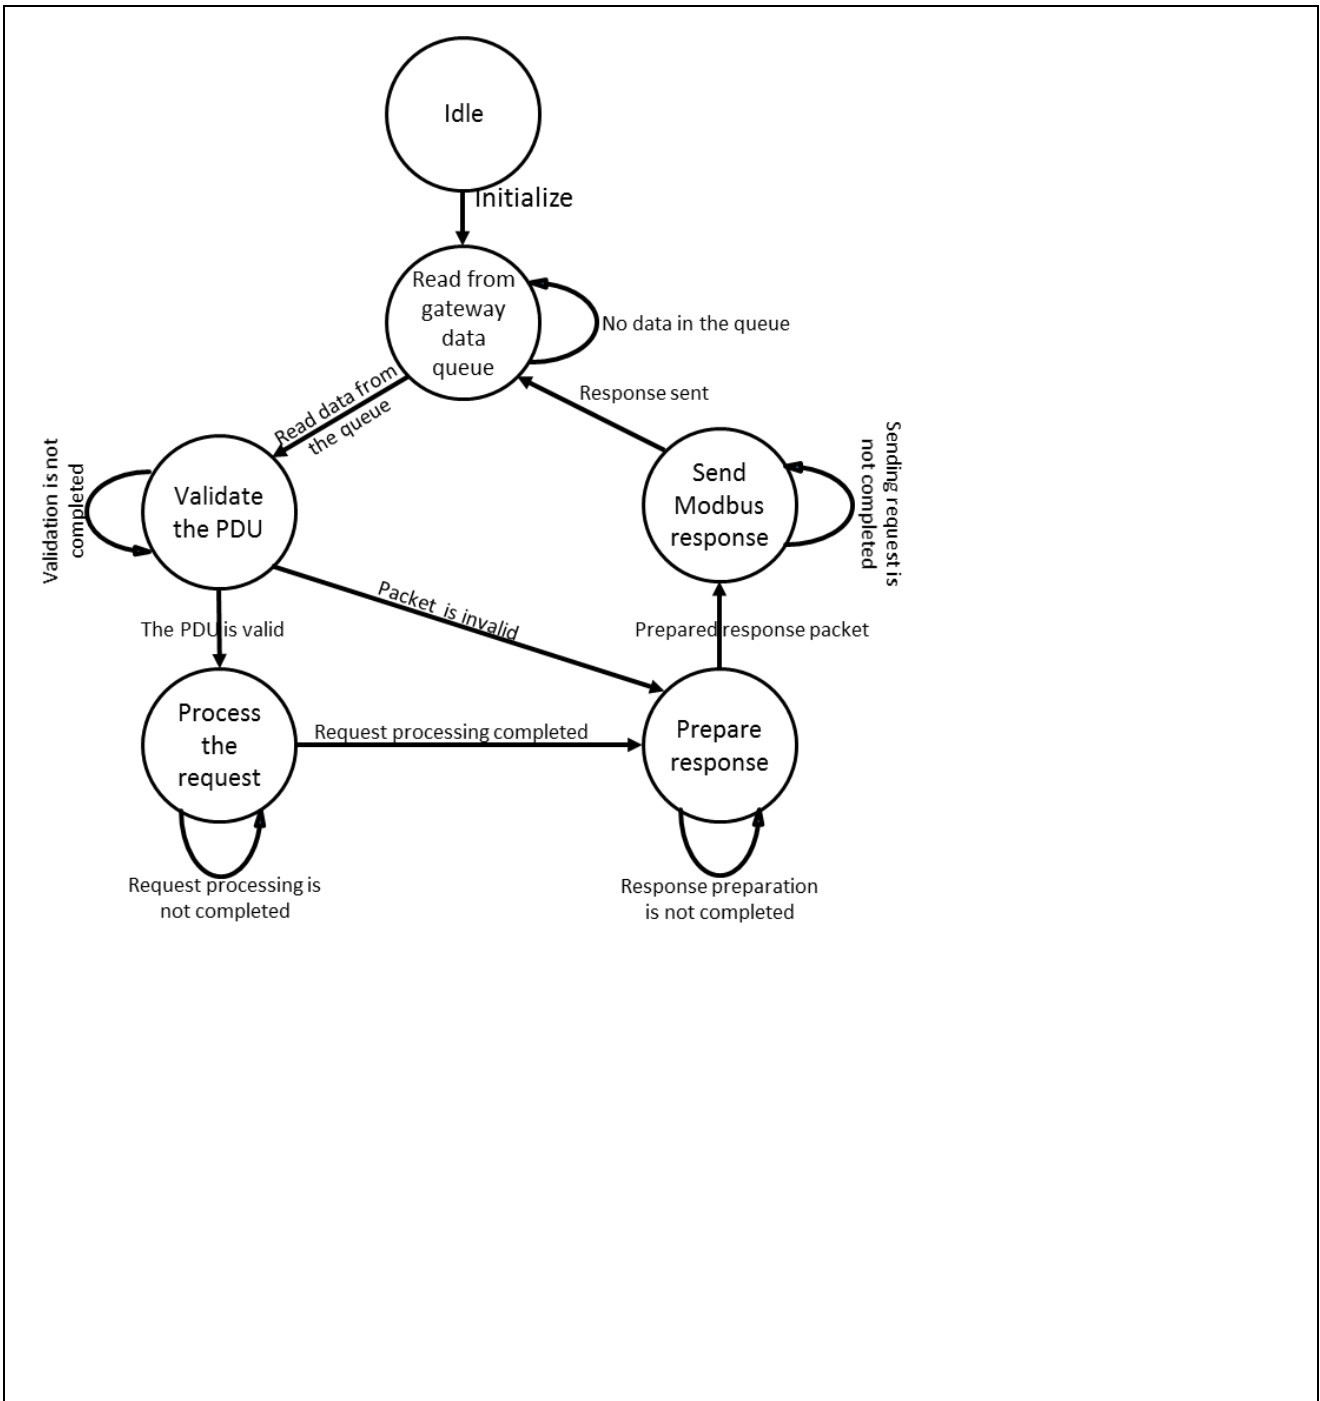 Idle
Initialize
Read from
gateway
data
queue
No data in the queue
Read data from
the queue
Response sent
Validation is not
completed
Validate
the PDU
Send
Modbus
response
Sending request is
not completed
Packet is invalid
The PDU is valid
Prepared response packet
Process
the
request
Request processing completed
Prepare
response
Request processing is
not completed
Response preparation
is not completed